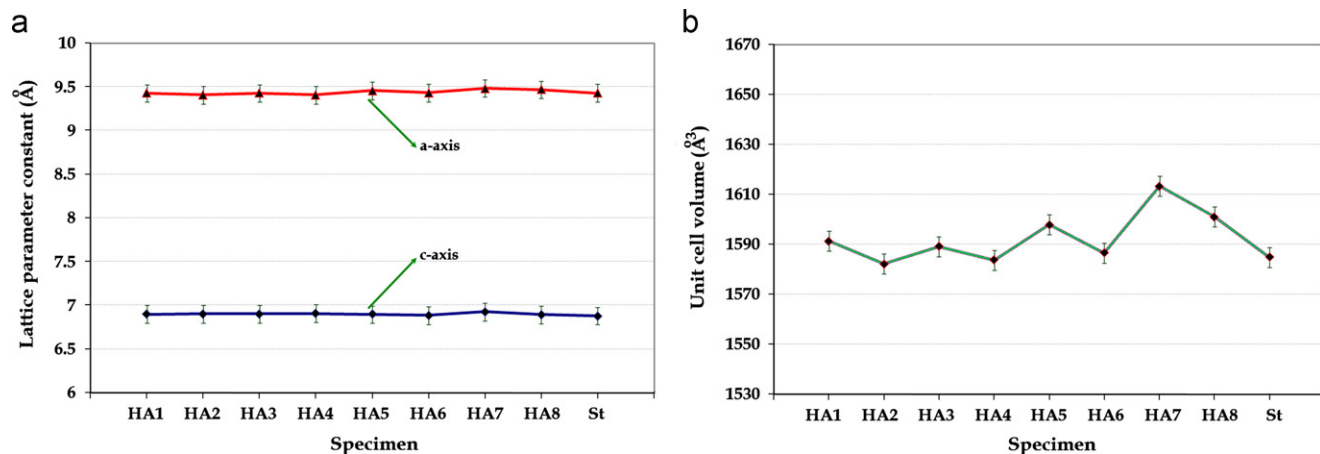 a
Lattice parameter constant (Å)
10
9.5
9
8.5
8
7.5
7
6.5
6
a-axis
c-axis
HA1 HA2 HA3 HA4 HA5 HA6 HA7 HA8 St
Specimen
b
Unit cell volume (Å3)
1670
1650
1630
1610
1590
1570
1550
1530
HA1 HA2 HA3 HA4 HA5 HA6 HA7 HA8 St
Specimen